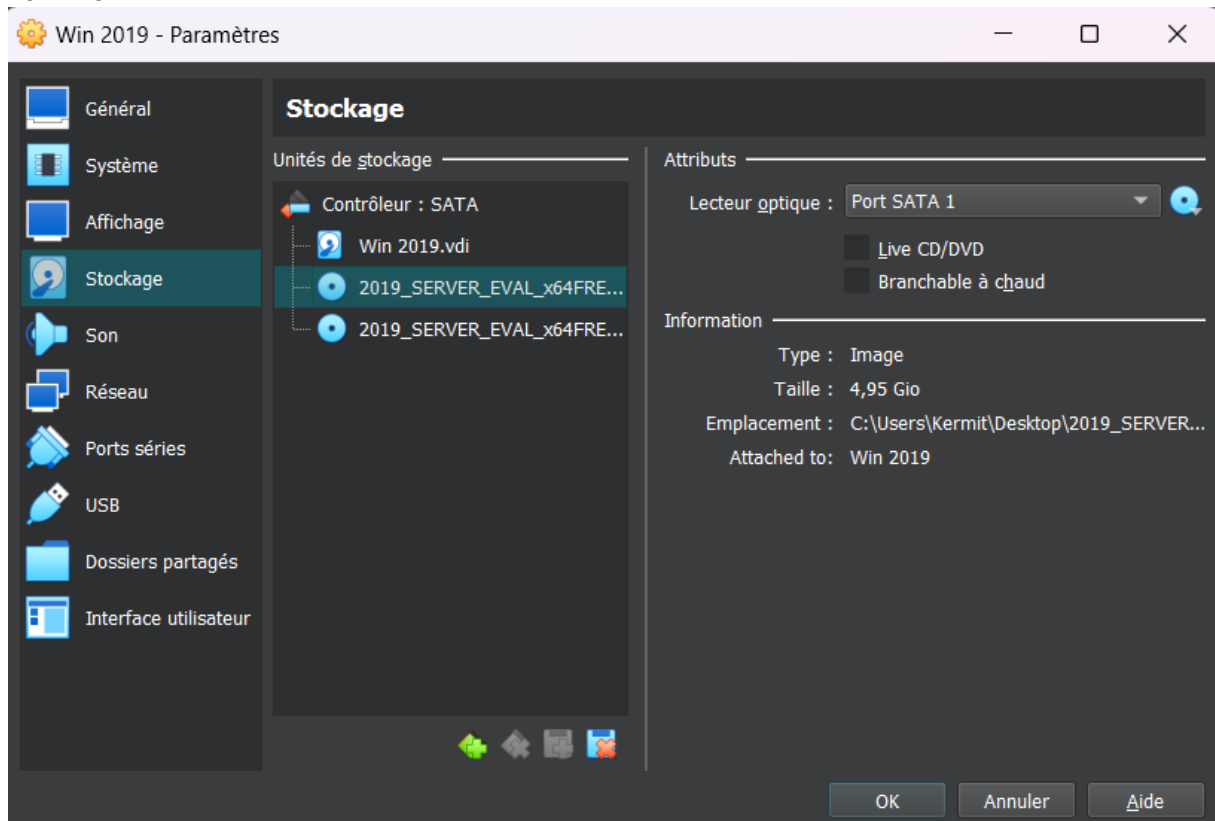 Win 2019 - Paramètres
Général
Système
Affichage
Stockage
Son
Réseau
Ports séries
USB
Dossiers partagés
Interface utilisateur
Stockage
Unités de stockage
Contrôleur : SATA
Win 2019.vdi
2019_SERVER_EVAL_x64FRE...
2019_SERVER_EVAL_x64FRE...
Attributs
Lecteur optique : Port SATA 1
Live CD/DVD
Branchable à chaud
Information
Type : Image
Taille : 4,95 Gio
Emplacement : C:\Users\Kermit\Desktop\2019_SERVER...
Attached to: Win 2019
OK Annuler Aide